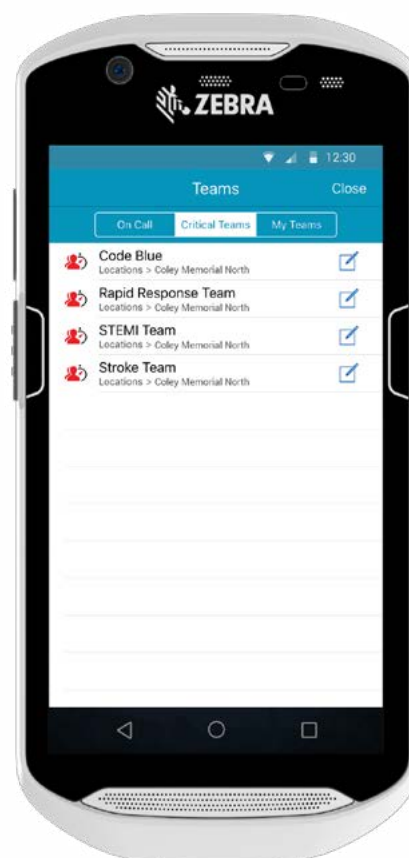 ZEBRA
12:30
Teams
Close
On Call
Critical Teams
My Teams
Code Blue
Locations > Coley Memorial North
Rapid Response Team
Locations > Coley Memorial North
STEMI Team
Locations > Coley Memorial North
Stroke Team
Locations > Coley Memorial North